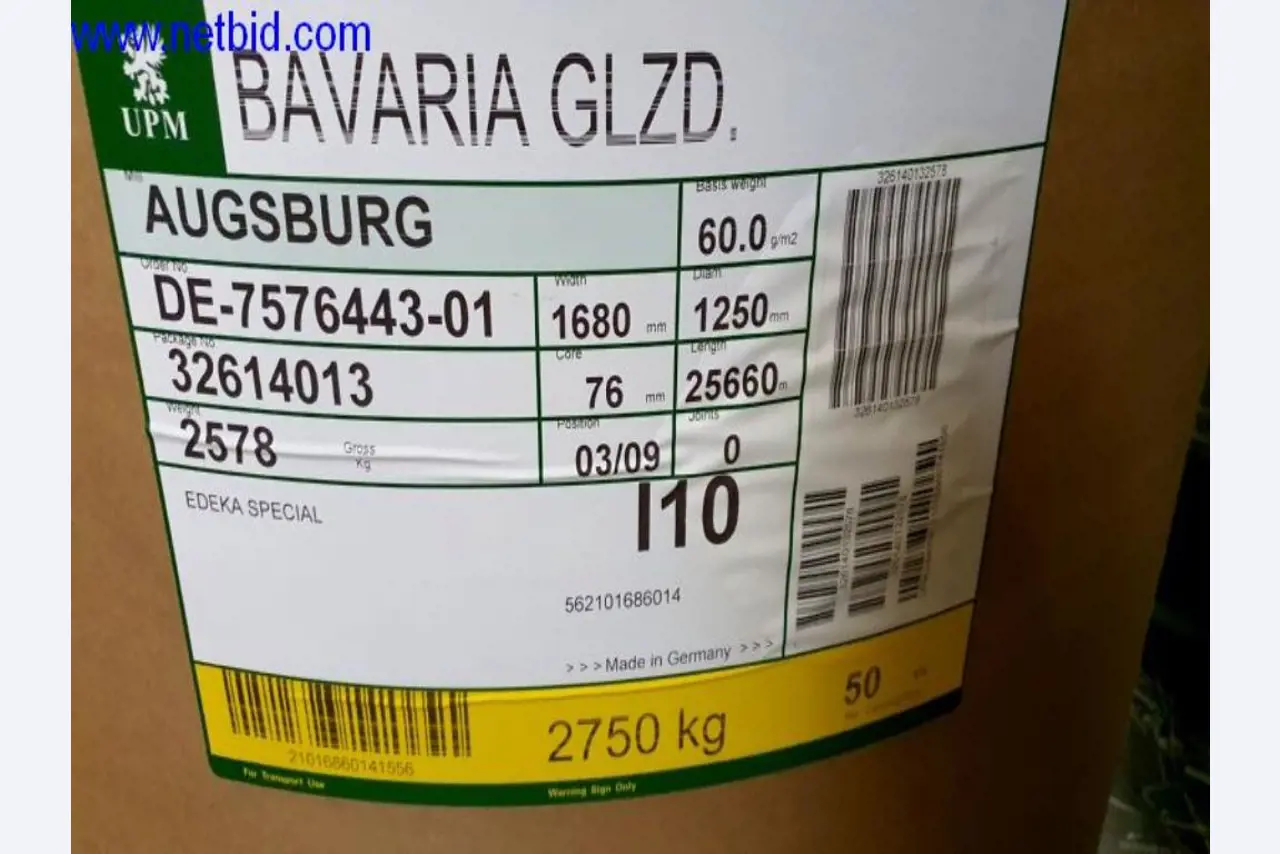 www.netbid.com
UPM
BAVARIA GLZD.
Mill
AUGSBURG
Basis weight
60.0 g/m2
Order No
DE-7576443-01
Width
1680 mm
Diam
1250 mm
Package No
32614013
Core
76 mm
Length
25660 m
Weight
2578 Gross Kg
Position
03/09
Joints
0
326140132578
326140132578
EDEKA SPECIAL
I10
562101686014
> > > Made in Germany > > >
326140132578
21016860141556
2750 kg
50
For Transport Use
Warning Sign Only